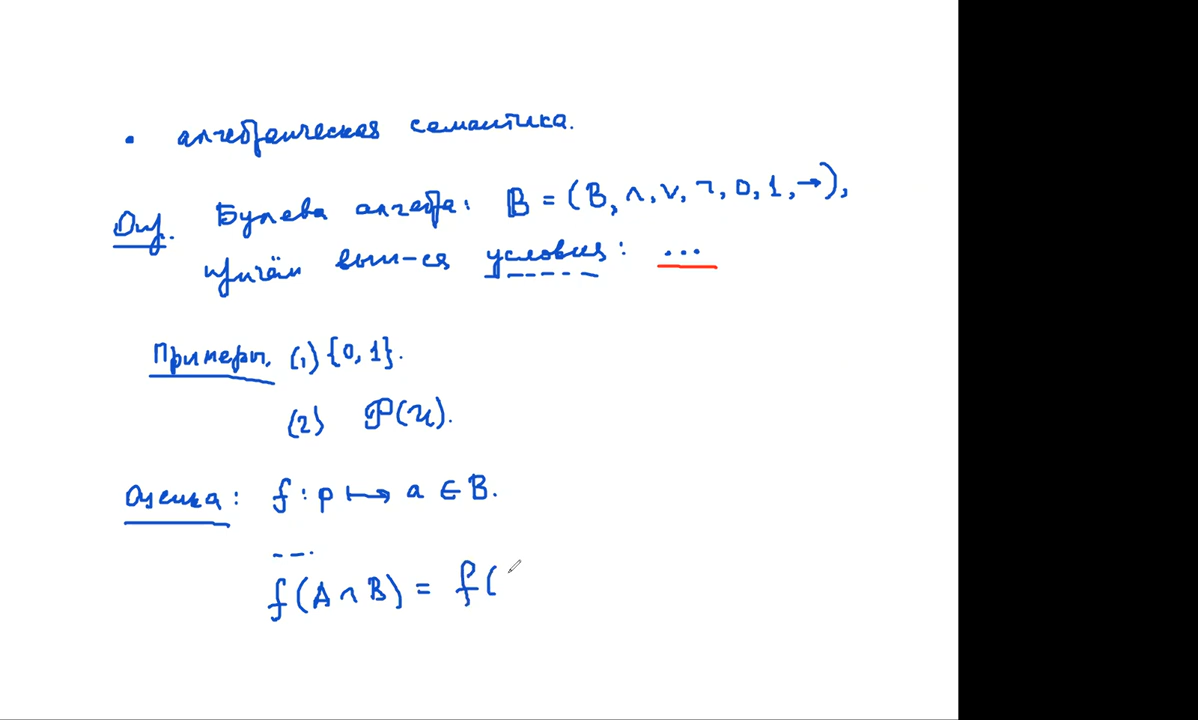 • алгебраическая семантика.
Опр. Булева алгебра: 𝔹 = (B, ∧, ∨, ¬, 0, 1, →),
причём вып-ся условия: ...
Примеры. (1) {0, 1}.
(2) 𝒫(U).
Оценка: f : p ↦ a ∈ B.
---.
f(A ∧ B) = f(